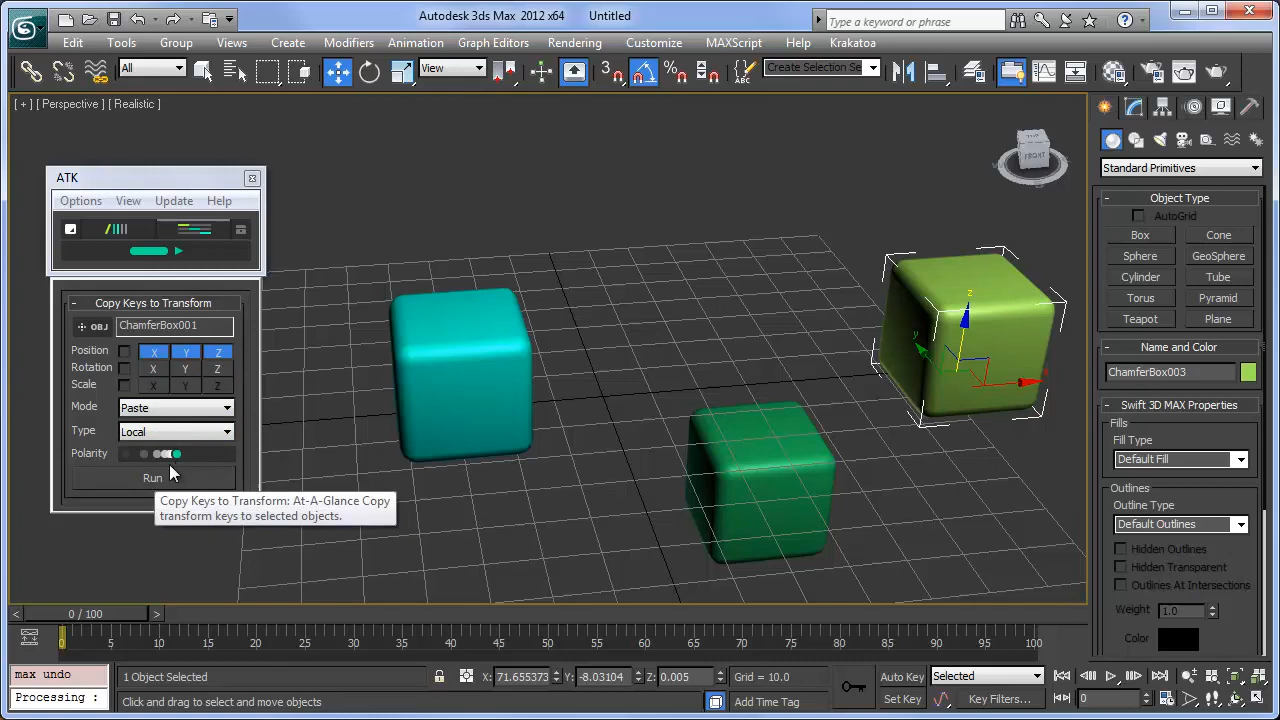 Autodesk 3ds Max 2012 x64 Untitled
Type a keyword or phrase
Edit Tools Group Views Create Modifiers Animation Graph Editors Rendering Customize MAXScript Help Krakatoa
All View Create Selection Se
[ + ] [ Perspective ] [ Realistic ]
FRONT
Standard Primitives
ATK
Options View Update Help
- Object Type
AutoGrid
Box Cone
Sphere GeoSphere
Cylinder Tube
Torus Pyramid
Teapot Plane
- Copy Keys to Transform
OBJ ChamferBox001
Position X Y Z
Rotation X Y Z
Scale X Y Z
Mode Paste
Type Local
Polarity
Run
Copy Keys to Transform: At-A-Glance Copy
transform keys to selected objects.
z
y
x
- Name and Color
ChamferBox003
- Swift 3D MAX Properties
Fills
Fill Type
Default Fill
Outlines
Outline Type
Default Outlines
Hidden Outlines
Hidden Transparent
Outlines At Intersections
Weight 1.0
Color
< 0 / 100 >
0 5 10 15 20 25 30 35 40 45 50 55 60 65 70 75 80 85 90 95 100
max undo 1 Object Selected X: 71.655373 Y: -8.03104 Z: 0.005 Grid = 10.0 Auto Key Selected
Processing : Click and drag to select and move objects Add Time Tag Set Key Key Filters... 0